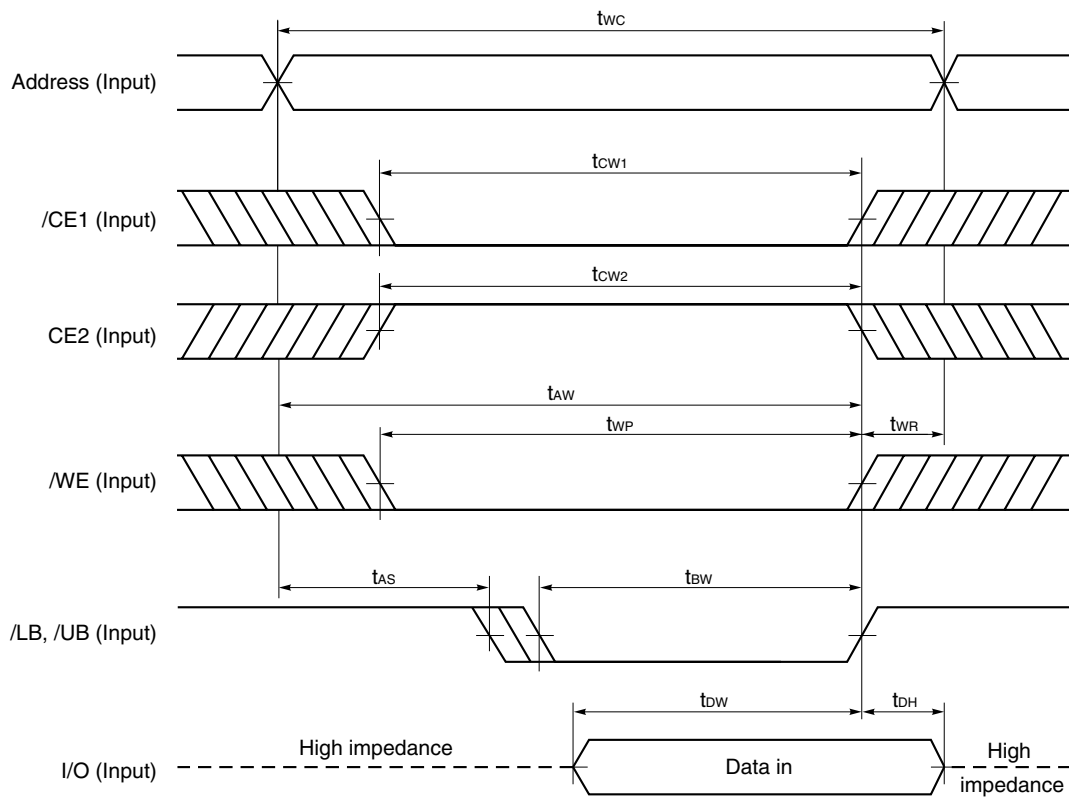 tWC
Address (Input)
tCW1
/CE1 (Input)
tCW2
CE2 (Input)
tAW
tWP
tWR
/WE (Input)
tAS
tBW
/LB, /UB (Input)
tDW
tDH
High impedance
Data in
High
impedance
I/O (Input)